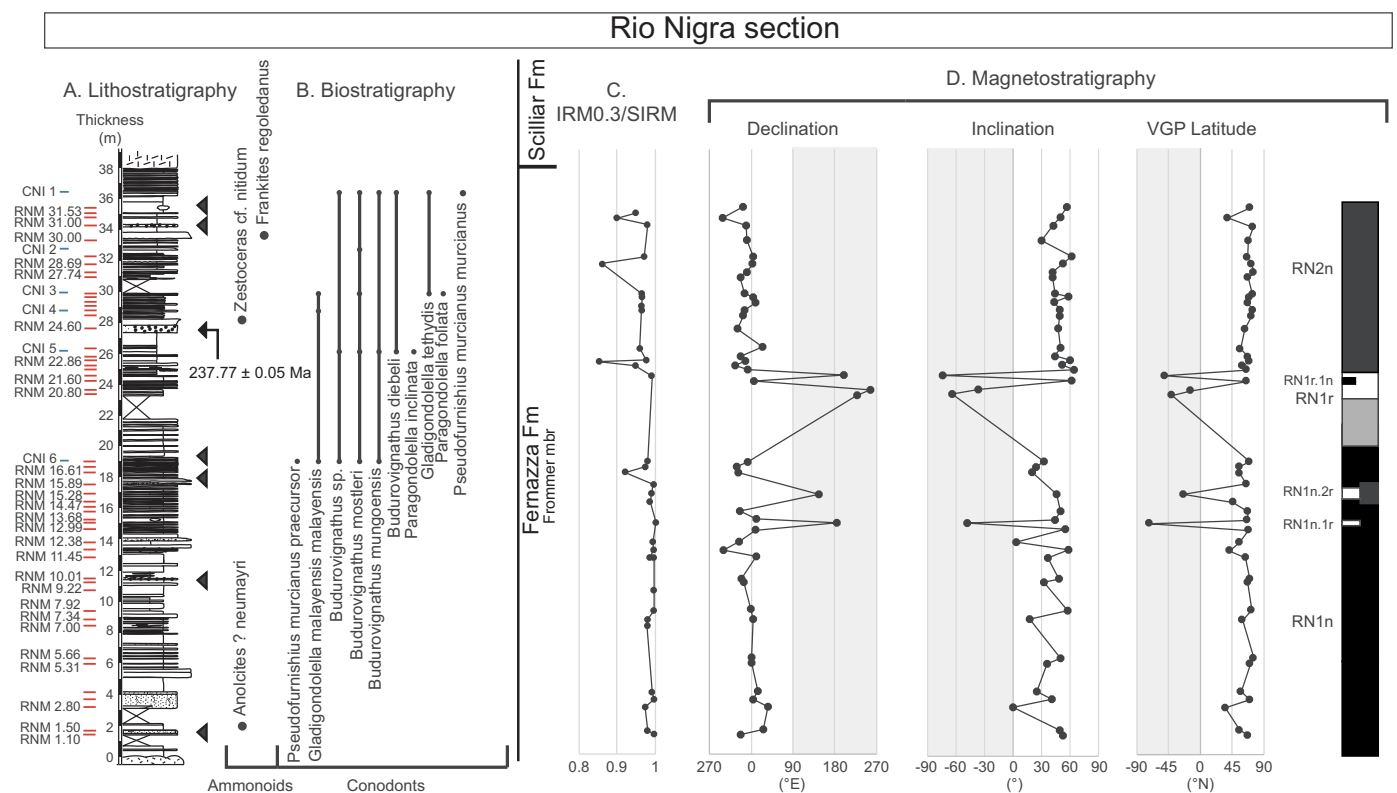 Rio Nigra section
A. Lithostratigraphy
B. Biostratigraphy
C.
IRM0.3/SIRM
D. Magnetostratigraphy
Thickness
(m)
Declination
Inclination
VGP Latitude
Scilliar Fm
Fernazza Fm
Frommer mbr
38
36
34
32
30
28
26
24
22
20
18
16
14
12
10
8
6
4
2
0
CNI 1
RNM 31.53
RNM 31.00
RNM 30.00
CNI 2
RNM 28.69
RNM 27.74
CNI 3
CNI 4
RNM 24.60
CNI 5
RNM 22.86
RNM 21.60
RNM 20.80
CNI 6
RNM 16.61
RNM 15.89
RNM 15.28
RNM 14.47
RNM 13.68
RNM 12.99
RNM 12.38
RNM 11.45
RNM 10.01
RNM 9.22
RNM 7.92
RNM 7.34
RNM 7.00
RNM 5.66
RNM 5.31
RNM 2.80
RNM 1.50
RNM 1.10
237.77 ± 0.05 Ma
Anolcites ? neumayri
Zestoceras cf. nitidum
Frankites regoledanus
Pseudofurnishius murcianus praecursor
Gladigondolella malayensis malayensis
Budurovignathus sp.
Budurovignathus mostleri
Budurovignathus mungoensis
Budurovignathus diebeli
Paragondolella inclinata
Gladigondolella tethydis
Paragondolella foliata
Pseudofurnishius murcianus murcianus
Ammonoids
Conodonts
0.8 0.9 1
270 0 90 180 270
(°E)
-90 -60 -30 0 30 60 90
(°)
-90 -45 0 45 90
(°N)
RN2n
RN1r.1n
RN1r
RN1n.2r
RN1n.1r
RN1n